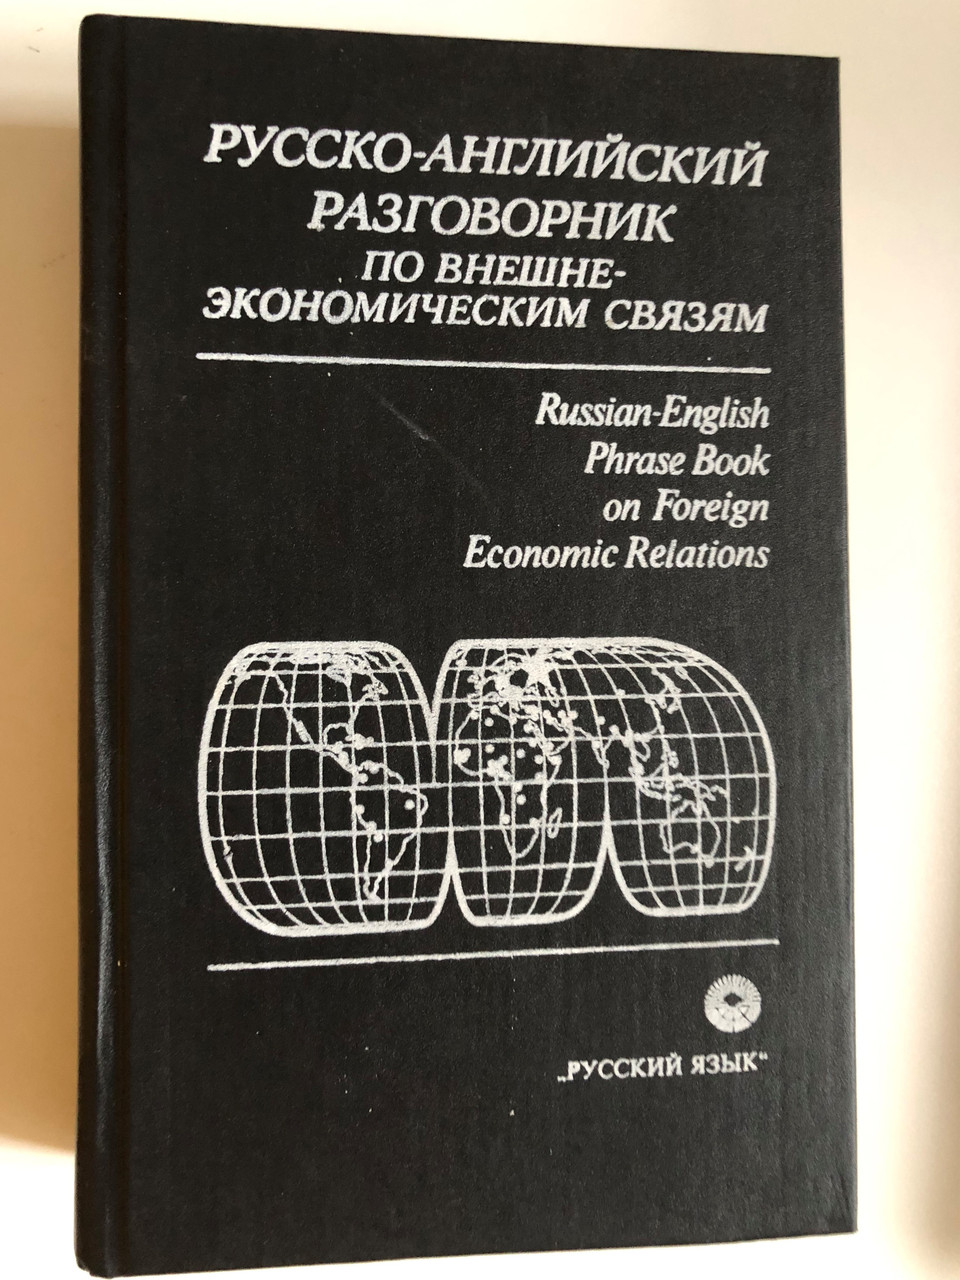 РУССКО-АНГЛИЙСКИЙ
РАЗГОВОРНИК
ПО ВНЕШНЕ-
ЭКОНОМИЧЕСКИМ СВЯЗЯМ
Russian-English
Phrase Book
on Foreign
Economic Relations
„РУССКИЙ ЯЗЫК“